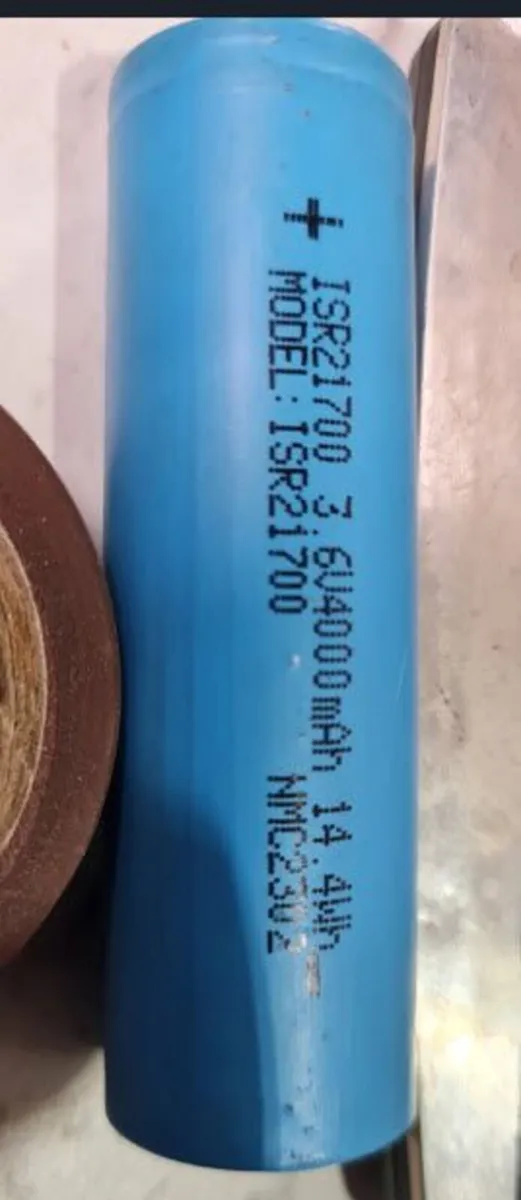 +
ISR21700 3.6V4000mAh 14.4Wh −
MODEL: ISR21700 NMC2302